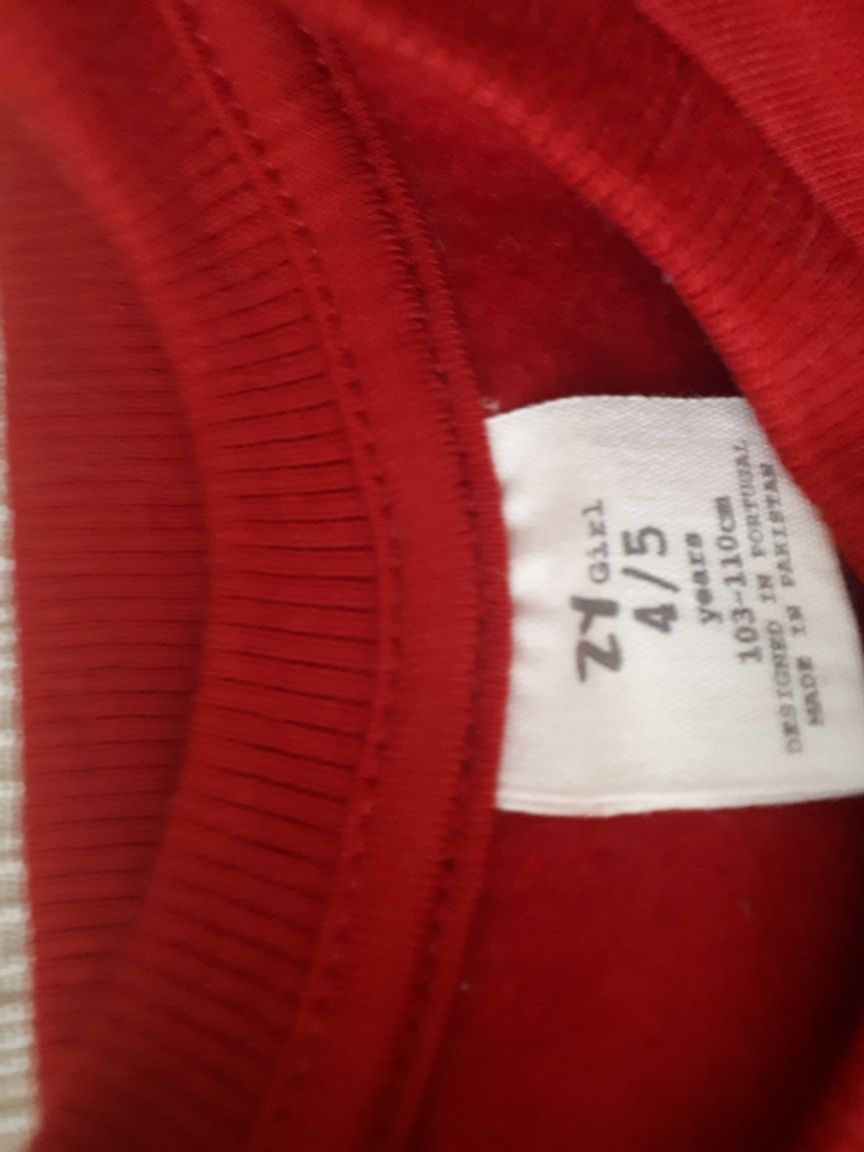 ZY Girl
4/5
years
103-110cm
DESIGNED IN PORTUGAL
MADE IN PAKISTAN